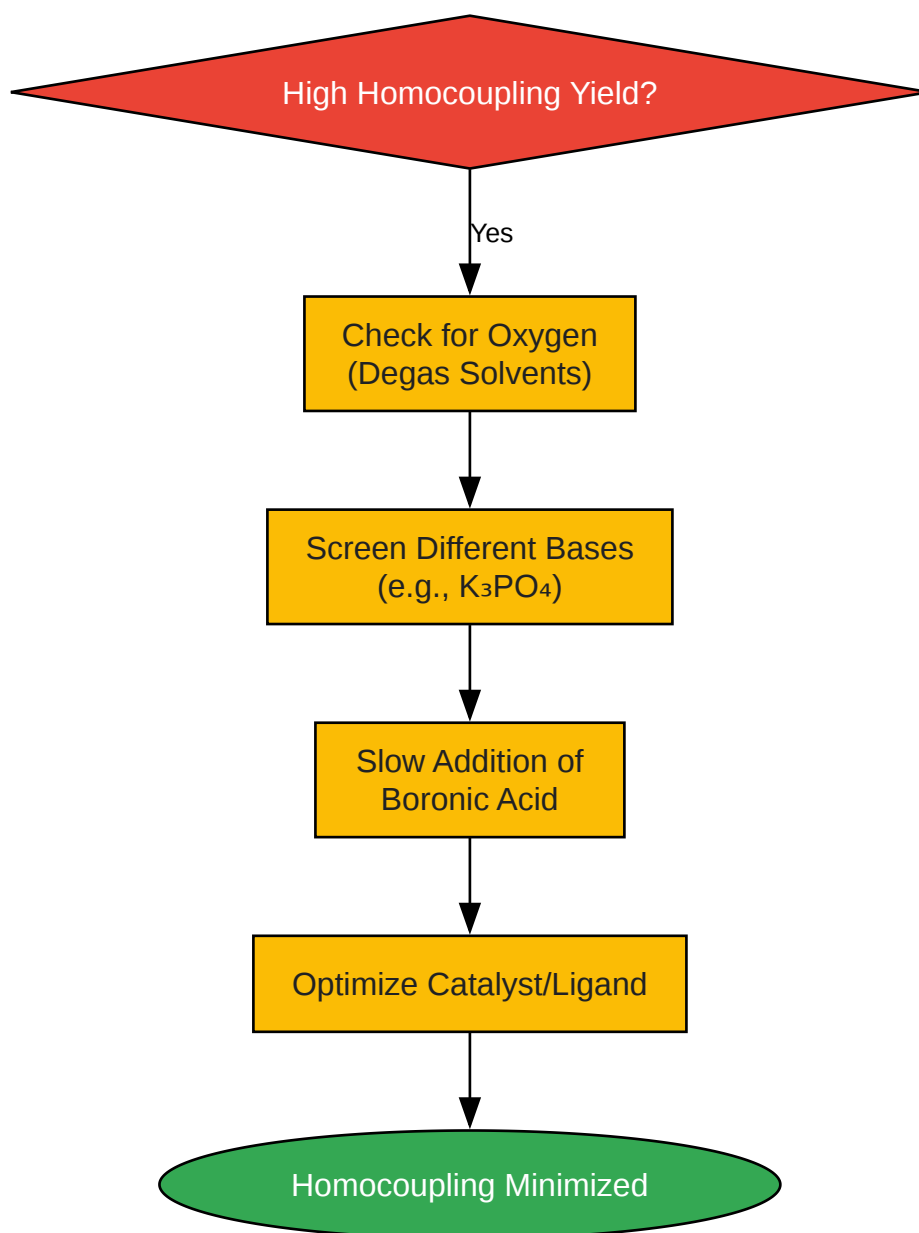 High Homocoupling Yield?
Yes
Check for Oxygen
(Degas Solvents)
Screen Different Bases
(e.g., K₃PO₄)
Slow Addition of
Boronic Acid
Optimize Catalyst/Ligand
Homocoupling Minimized